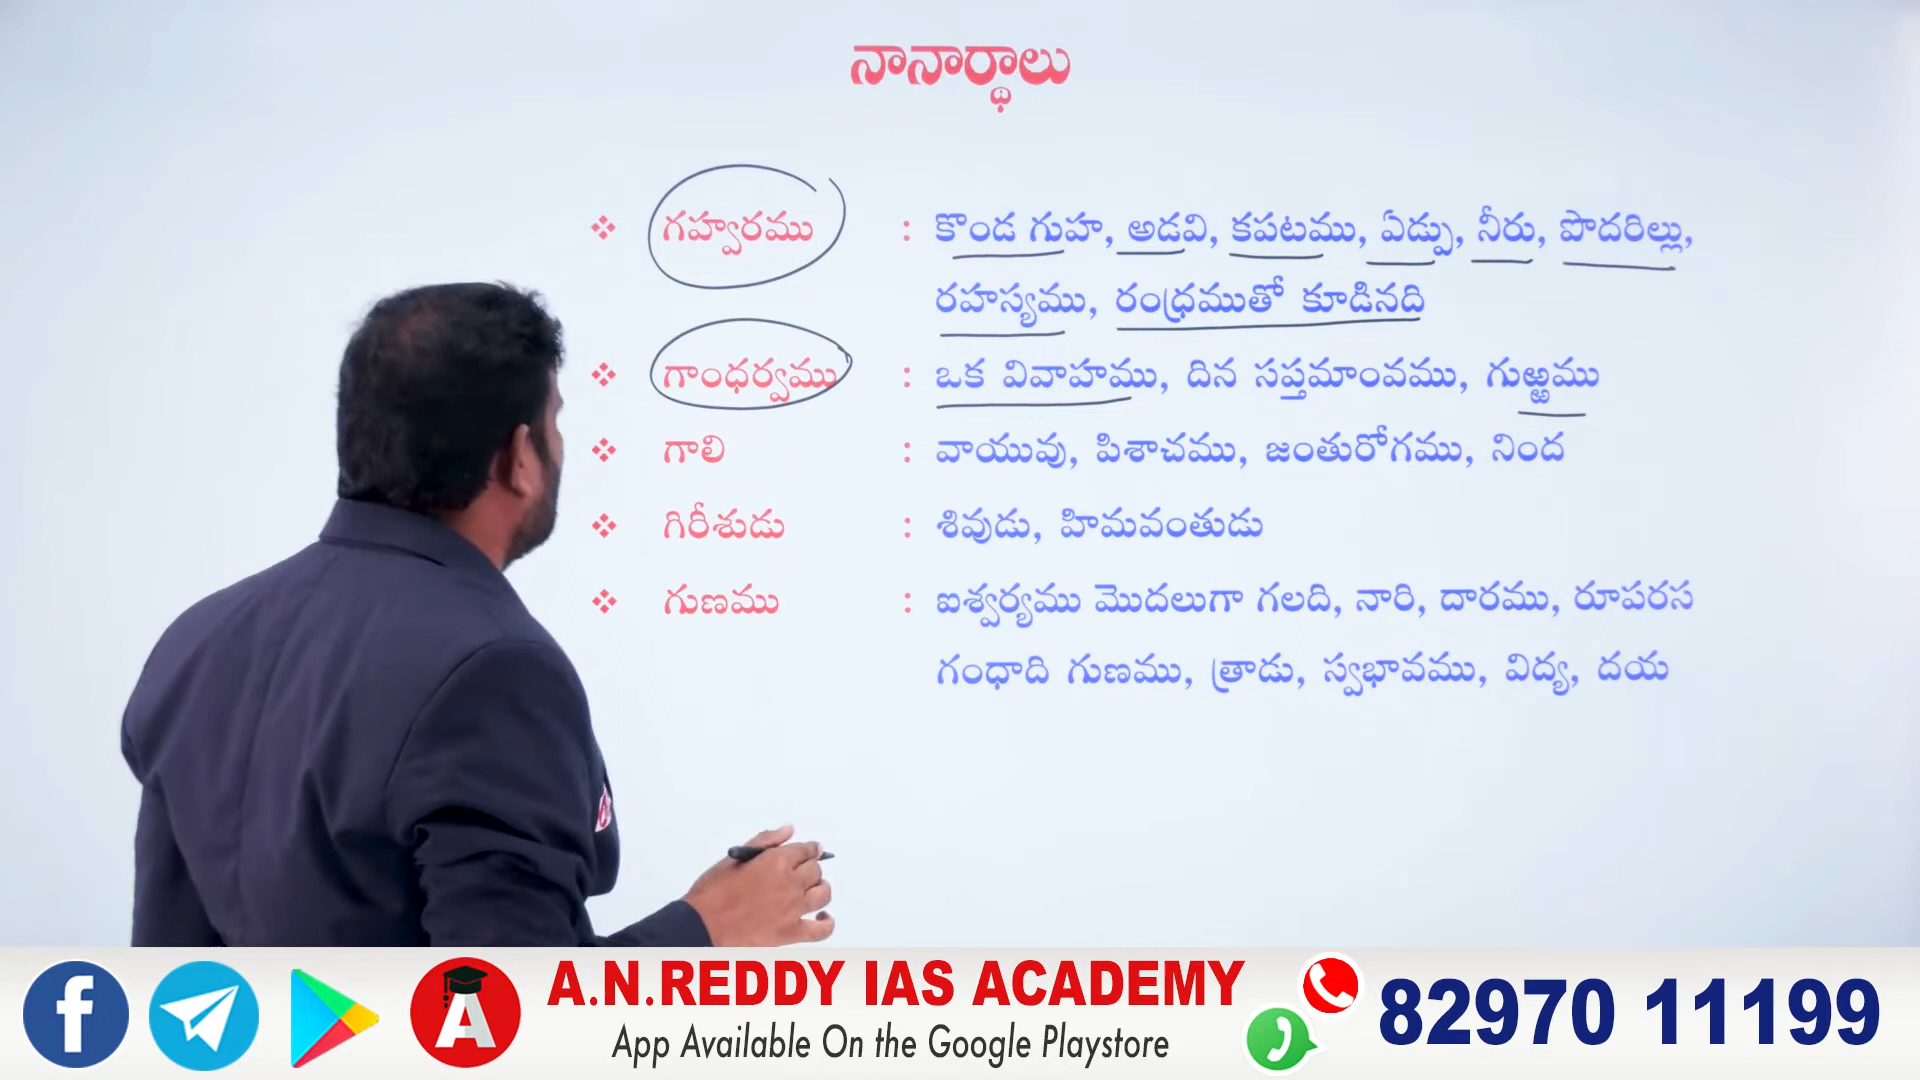 నానార్థాలు
❖ గహ్వరము : కొండ గుహ, అడవి, కపటము, ఏడ్పు, నీరు, పొదరిల్లు,
రహస్యము, రంధ్రముతో కూడినది
❖ గాంధర్వము : ఒక వివాహము, దిన సప్తమాంవము, గుఱ్ఱము
❖ గాలి : వాయువు, పిశాచము, జంతురోగము, నింద
❖ గిరీశుడు : శివుడు, హిమవంతుడు
❖ గుణము : ఐశ్వర్యము మొదలుగా గలది, నారి, దారము, రూపరస
గంధాది గుణము, త్రాడు, స్వభావము, విద్య, దయ
A.N.REDDY IAS ACADEMY
App Available On the Google Playstore
82970 11199